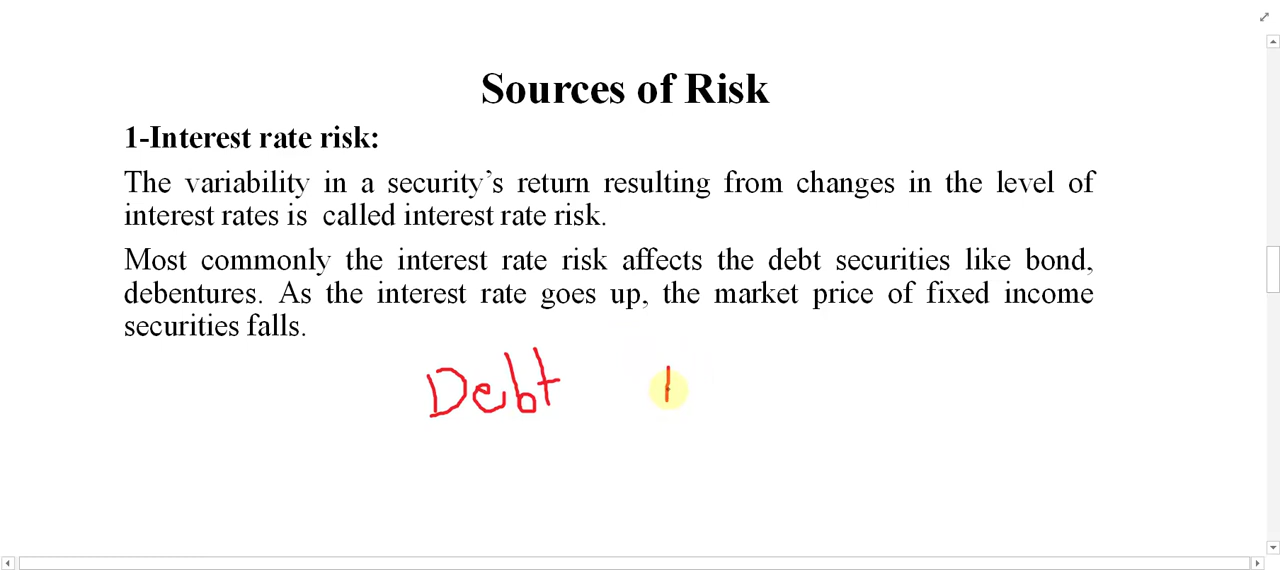 Sources of Risk
1-Interest rate risk:
The variability in a security’s return resulting from changes in the level of
interest rates is called interest rate risk.
Most commonly the interest rate risk affects the debt securities like bond,
debentures. As the interest rate goes up, the market price of fixed income
securities falls.
Debt